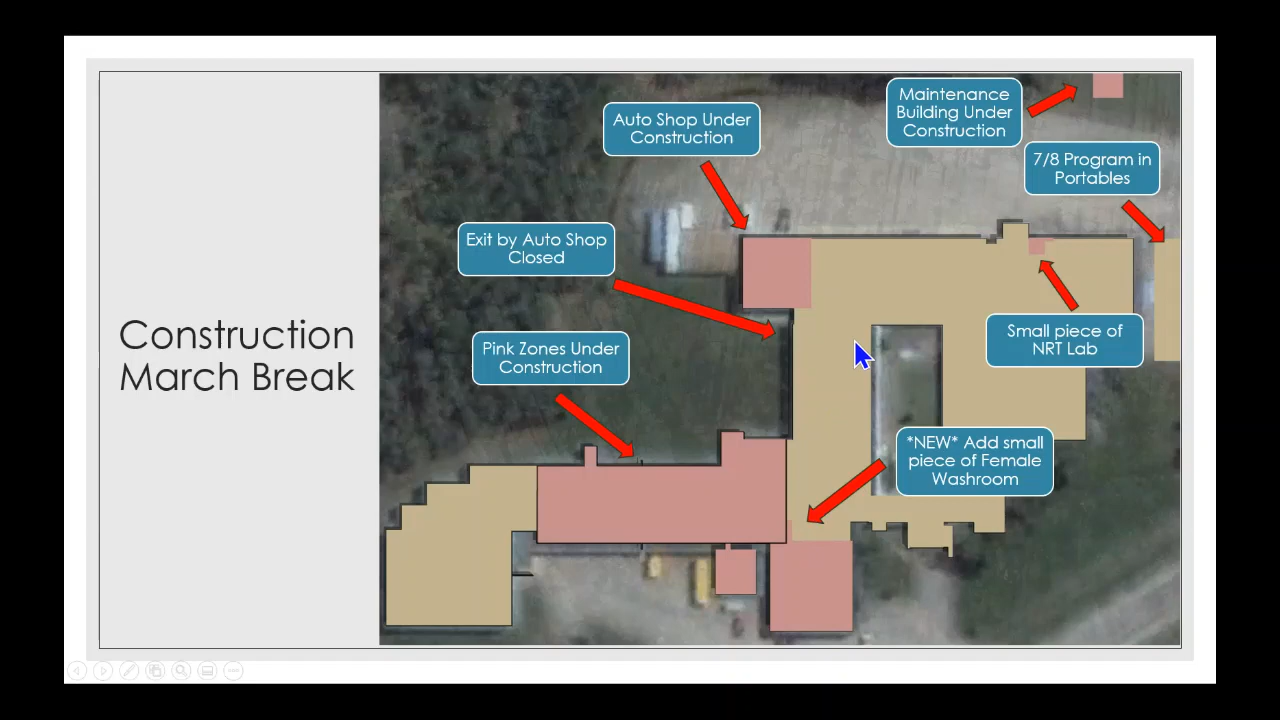 Construction
March Break
Auto Shop Under
Construction
Maintenance
Building Under
Construction
7/8 Program in
Portables
Exit by Auto Shop
Closed
Small piece of
NRT Lab
Pink Zones Under
Construction
*NEW* Add small
piece of Female
Washroom